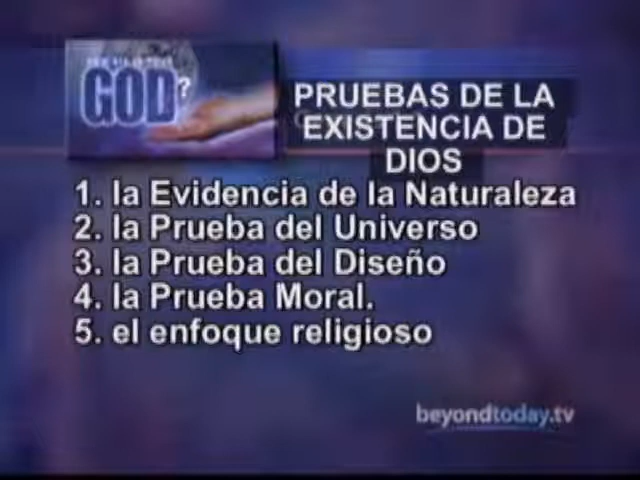 GOD?
PRUEBAS DE LA
EXISTENCIA DE
DIOS
1. la Evidencia de la Naturaleza
2. la Prueba del Universo
3. la Prueba del Diseño
4. la Prueba Moral.
5. el enfoque religioso
beyondtoday.tv